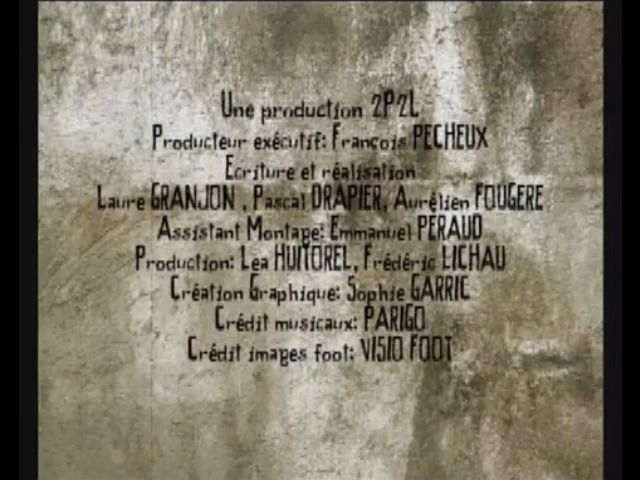 Une production 2P2L
Producteur exécutif: François PECHEUX
Ecriture et réalisation
Laure GRANJON , Pascal DRAPIER, Aurélien FOUGERE
Assistant Montage: Emmanuel PERAUD
Production: Lea HUITOREL, Frédéric LICHAU
Création Graphique: Sophie GARRIC
Crédit musicaux: PARIGO
Crédit images foot: VISIO FOOT